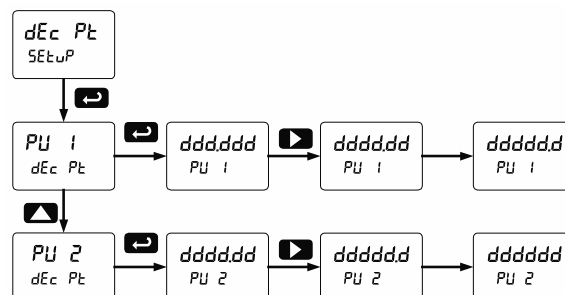 dEc Pt
SEtuP
PU 1
dEc Pt
ddd.ddd
PU 1
dddd.dd
PU 1
ddddd.d
PU 1
PU 2
dEc Pt
dddd.dd
PU 2
ddddd.d
PU 2
dddddd
PU 2